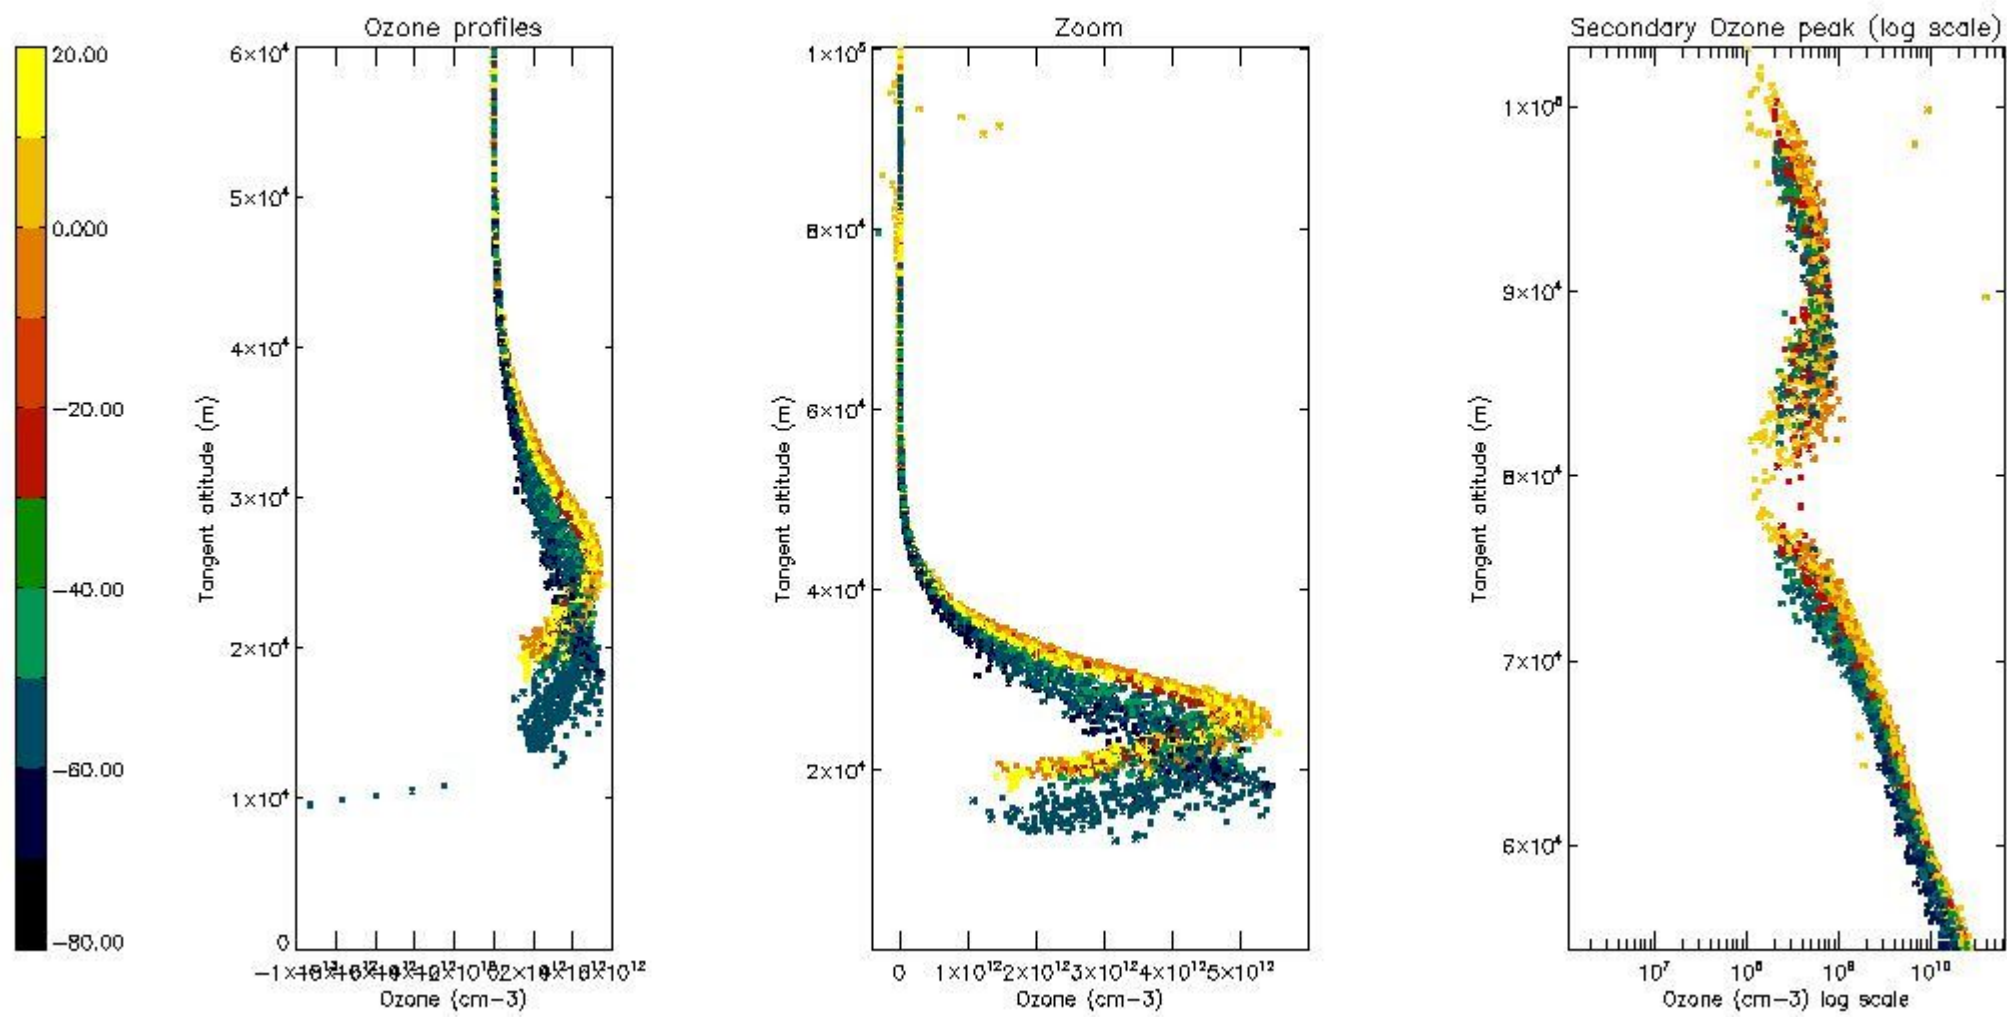 Ozone profiles
Zoom
Secondary Ozone peak (log scale)
20.00
0.000
-20.00
-40.00
-60.00
-80.00
6×10⁴
5×10⁴
4×10⁴
3×10⁴
2×10⁴
1×10⁴
0
Tangent altitude (m)
Ozone (cm-3)
1×10⁵
8×10⁴
6×10⁴
4×10⁴
2×10⁴
Tangent altitude (m)
0 1×10¹² 2×10¹² 3×10¹² 4×10¹² 5×10¹²
Ozone (cm-3)
9×10⁴
8×10⁴
7×10⁴
6×10⁴
Tangent altitude (m)
10⁷ 10⁸ 10⁹ 10¹⁰
Ozone (cm-3) log scale